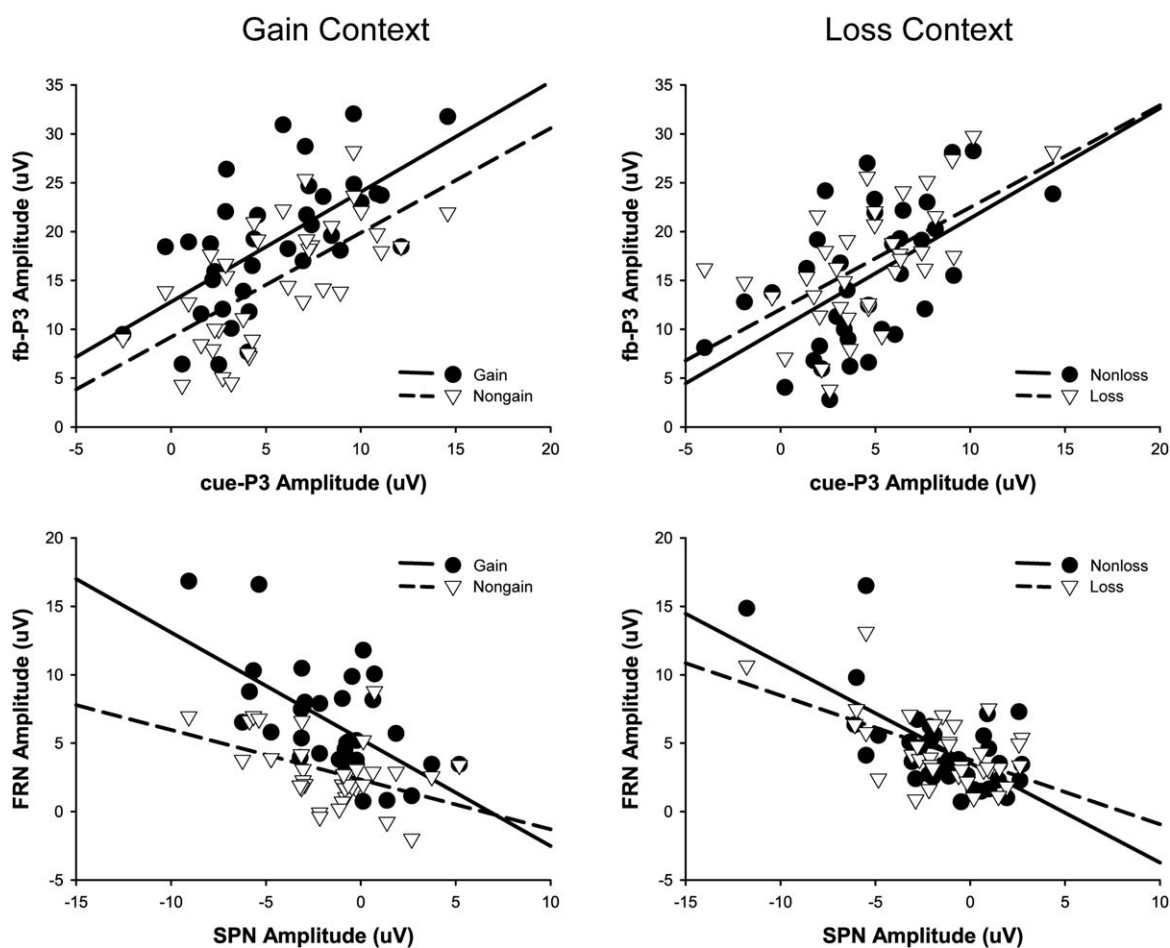 Gain Context
Loss Context
35
30
25
20
15
10
5
0
fb-P3 Amplitude (uV)
Gain
Nongain
-5 0 5 10 15 20
cue-P3 Amplitude (uV)
35
30
25
20
15
10
5
0
fb-P3 Amplitude (uV)
Nonloss
Loss
-5 0 5 10 15 20
cue-P3 Amplitude (uV)
20
15
10
5
0
-5
FRN Amplitude (uV)
Gain
Nongain
-15 -10 -5 0 5 10
SPN Amplitude (uV)
20
15
10
5
0
-5
FRN Amplitude (uV)
Nonloss
Loss
-15 -10 -5 0 5 10
SPN Amplitude (uV)